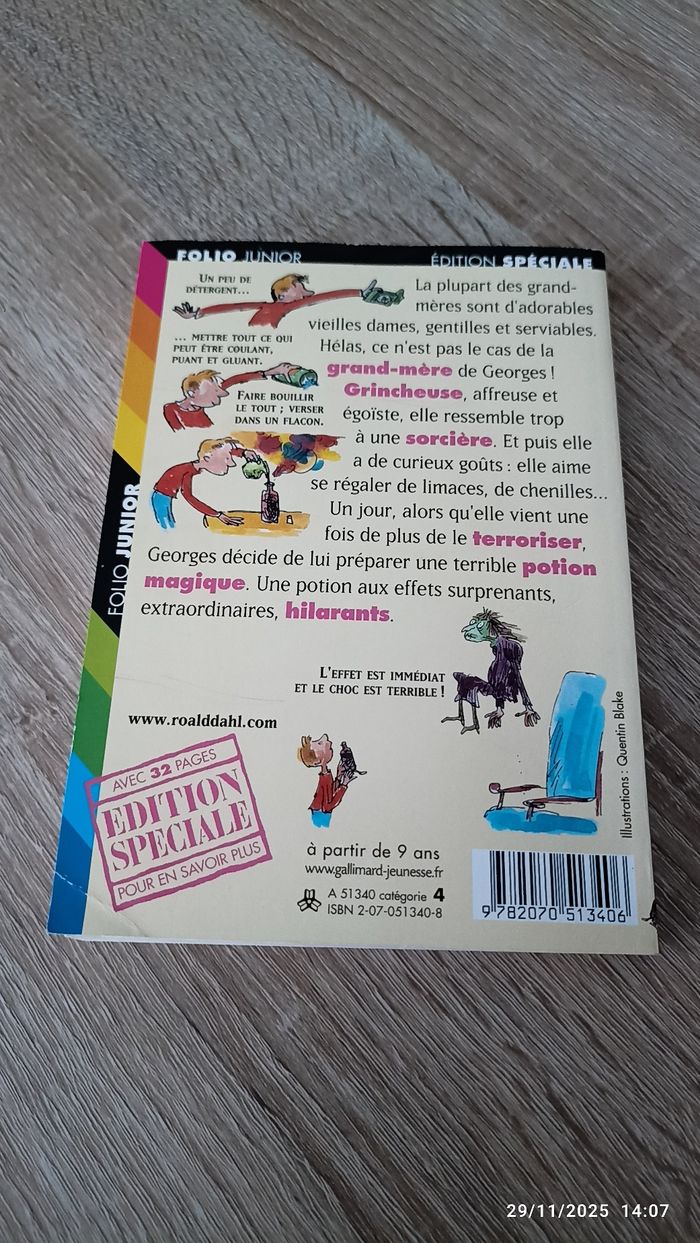 FOLIO JUNIOR
ÉDITION SPÉCIALE
UN PEU DE
DÉTERGENT...
... METTRE TOUT CE QUI
PEUT ÊTRE COULANT,
PUANT ET GLUANT.
FAIRE BOUILLIR
LE TOUT ; VERSER
DANS UN FLACON.
La plupart des grand-
mères sont d'adorables
vieilles dames, gentilles et serviables.
Hélas, ce n'est pas le cas de la
grand-mère de Georges !
Grincheuse, affreuse et
égoïste, elle ressemble trop
à une sorcière. Et puis elle
a de curieux goûts : elle aime
se régaler de limaces, de chenilles...
Un jour, alors qu'elle vient une
fois de plus de le terroriser,
Georges décide de lui préparer une terrible potion
magique. Une potion aux effets surprenants,
extraordinaires, hilarants.
FOLIO JUNIOR
L'EFFET EST IMMÉDIAT
ET LE CHOC EST TERRIBLE !
www.roalddahl.com
AVEC 32 PAGES
EDITION
SPECIALE
POUR EN SAVOIR PLUS
Illustrations : Quentin Blake
à partir de 9 ans
www.gallimard-jeunesse.fr
A 51340 catégorie 4
ISBN 2-07-051340-8
9 782070 513406
29/11/2025 14:07